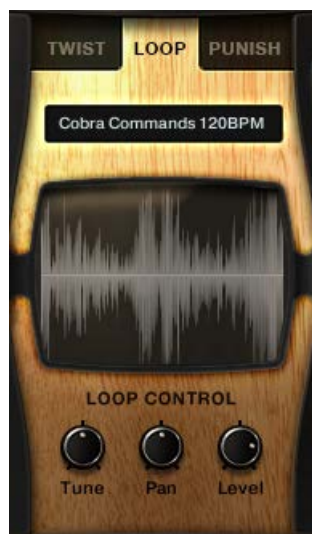 TWIST LOOP PUNISH
Cobra Commands 120BPM
LOOP CONTROL
Tune Pan Level